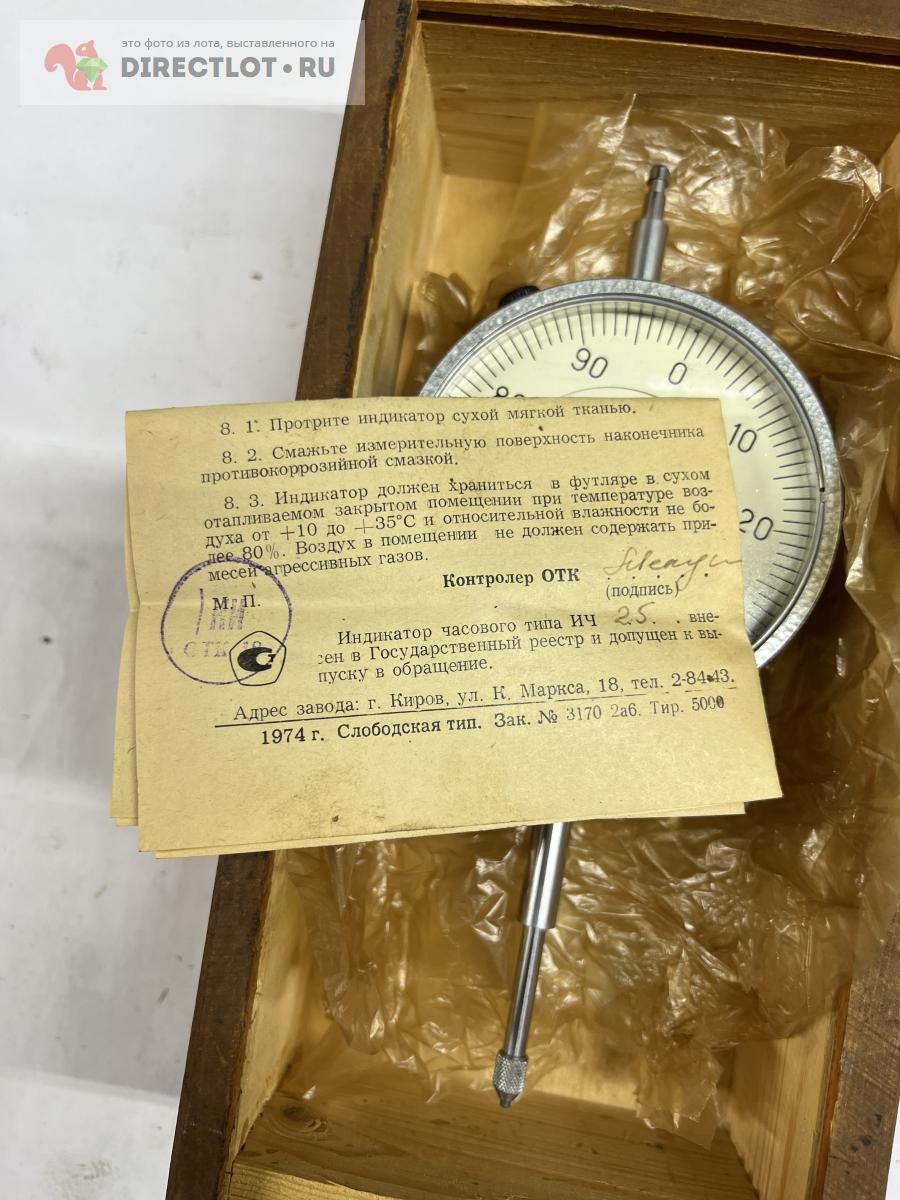 это фото из лота, выставленного на
DIRECTLOT•RU
90
0
10
20
8. 1. Протрите индикатор сухой мягкой тканью.
8. 2. Смажьте измерительную поверхность наконечника
противокоррозийной смазкой.
8. 3. Индикатор должен храниться в футляре в сухом
отапливаемом закрытом помещении при температуре воз-
духа от +10 до +35°С и относительной влажности не бо-
лее 80%. Воздух в помещении не должен содержать при-
месей агрессивных газов.
Контролер ОТК
(подпись)
М. П.
ОТК
Индикатор часового типа ИЧ 25. . вне-
сен в Государственный реестр и допущен к вы-
пуску в обращение.
Адрес завода: г. Киров, ул. К. Маркса, 18, тел. 2-84-43.
1974 г. Слободская тип. Зак. № 3170 2аб. Тир. 5000